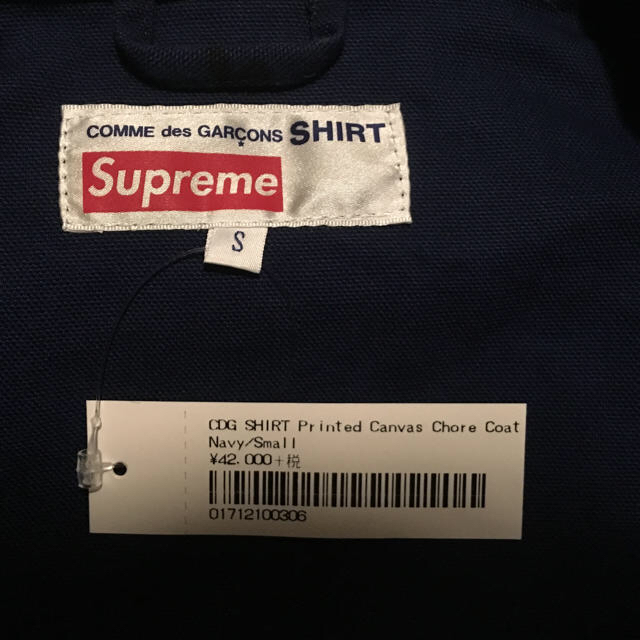 COMME des GARÇONS SHIRT
Supreme
S
CDG SHIRT Printed Canvas Chore Coat
Navy/Small
¥42.000+税
01712100306